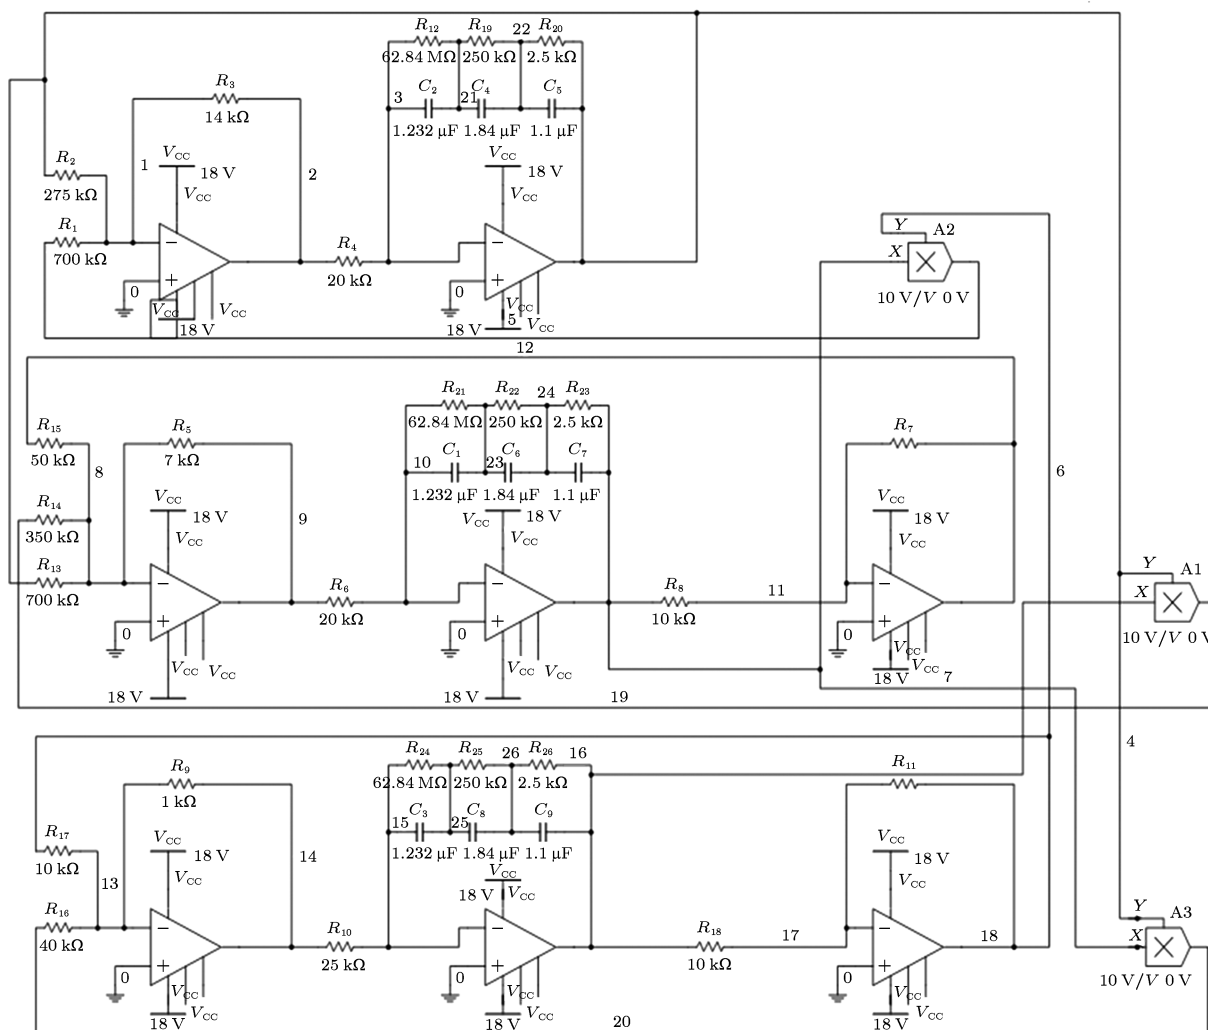 R12 R19 22 R20
62.84 MΩ 250 kΩ 2.5 kΩ
R3
14 kΩ
3 C2 21 C4 C5
1.232 μF 1.84 μF 1.1 μF
R2
275 kΩ
1
VCC
18 V
VCC
2
VCC
18 V
VCC
R1
700 kΩ
R4
20 kΩ
0
VCC
VCC
18 V
0
VCC
5
VCC
18 V
Y A2
X
10 V/V 0 V
12
R21 R22 24 R23
62.84 MΩ 250 kΩ 2.5 kΩ
R15
50 kΩ
R5
7 kΩ
R7
10 C1 23 C6 C7
1.232 μF 1.84 μF 1.1 μF
8
6
R14
350 kΩ
VCC
18 V
VCC
9
VCC
18 V
VCC
VCC
18 V
VCC
R13
700 kΩ
R6
20 kΩ
R8
10 kΩ
11
Y A1
X
10 V/V 0 V
0
VCC
VCC
18 V
0
VCC
VCC
18 V
0
VCC
VCC
18 V
7
19
R24 R25 26 R26 16
62.84 MΩ 250 kΩ 2.5 kΩ
4
R9
1 kΩ
R11
15 C3 25 C8 C9
1.232 μF 1.84 μF 1.1 μF
R17
10 kΩ
VCC
18 V
VCC
14
VCC
18 V
VCC
VCC
18 V
VCC
13
R16
40 kΩ
R10
25 kΩ
R18
10 kΩ
17
18
Y A3
X
10 V/V 0 V
0
VCC
VCC
18 V
0
VCC
VCC
18 V
0
VCC
VCC
18 V
20